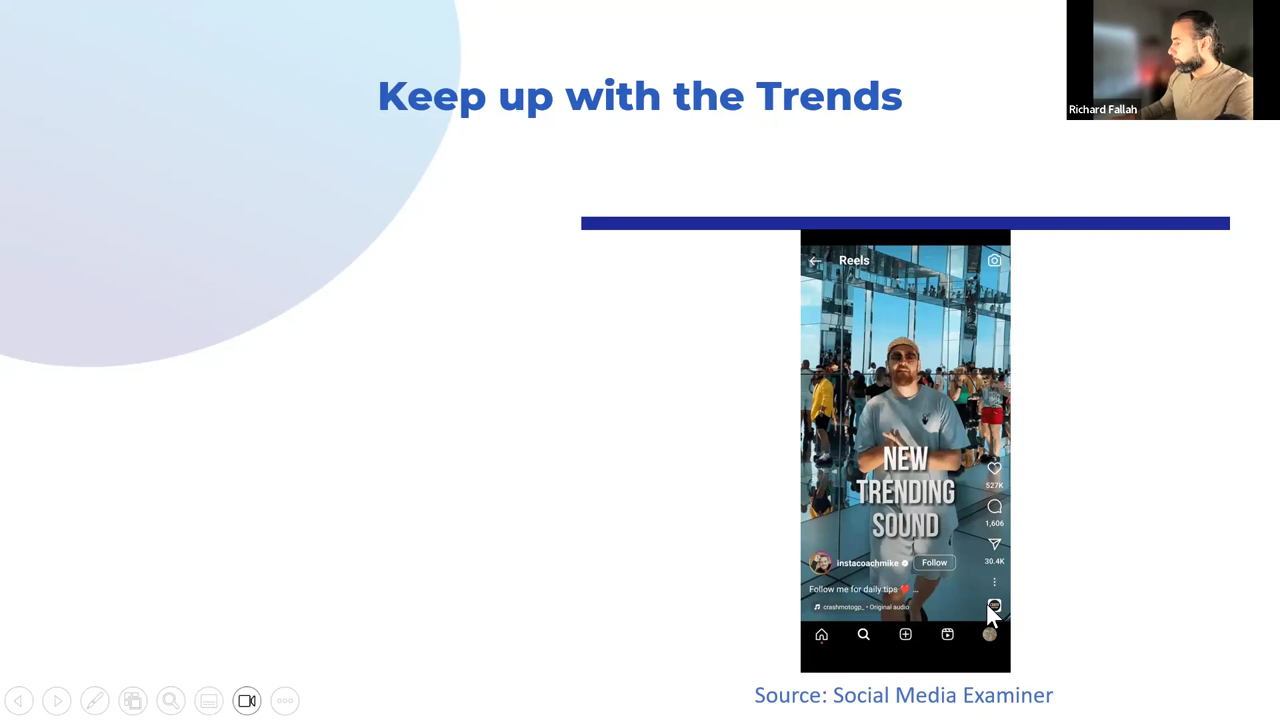 Keep up with the Trends
Richard Fallah
Reels
NEW
TRENDING
SOUND
527K
1,606
30.4K
instacoachmike
Follow
Follow me for daily tips ❤️ ...
crashmotogp_ • Original audio
Source: Social Media Examiner